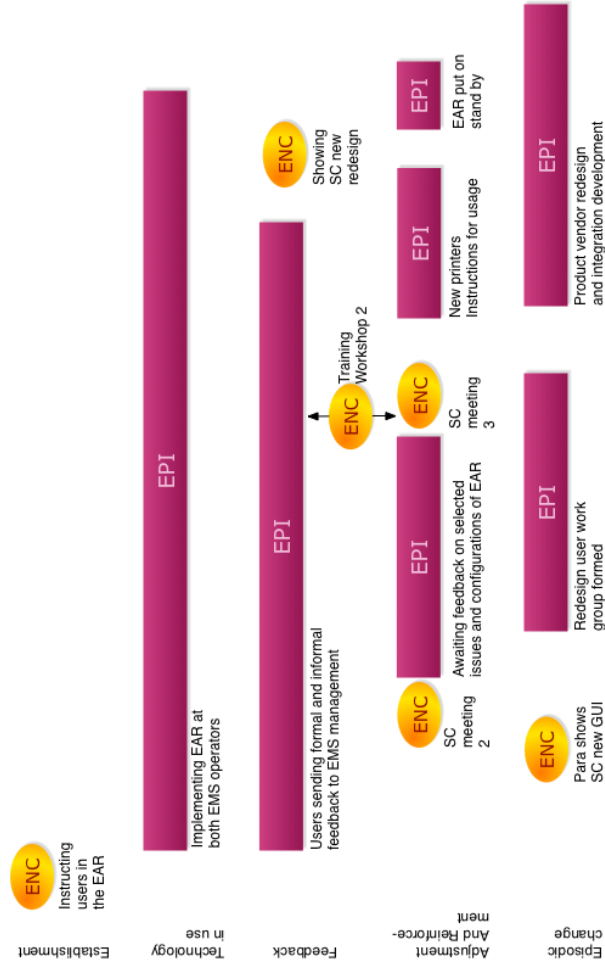 Establishment
ENC
Instructing
users in
the EAR
Technology
in use
EPI
Implementing EAR at
both EMS operators
Feedback
EPI
Users sending formal and informal
feedback to EMS management
ENC
Training
Workshop 2
ENC
Showing
SC new
redesign
Adjustment
And Reinforce-
ment
ENC
SC
meeting
2
EPI
Awaiting feedback on selected
issues and configurations of EAR
ENC
SC
meeting
3
EPI
New printers
Instructions for usage
EPI
EAR put on
stand by
Episodic
change
ENC
Para shows
SC new GUI
EPI
Redesign user work
group formed
EPI
Product vendor redesign
and integration development